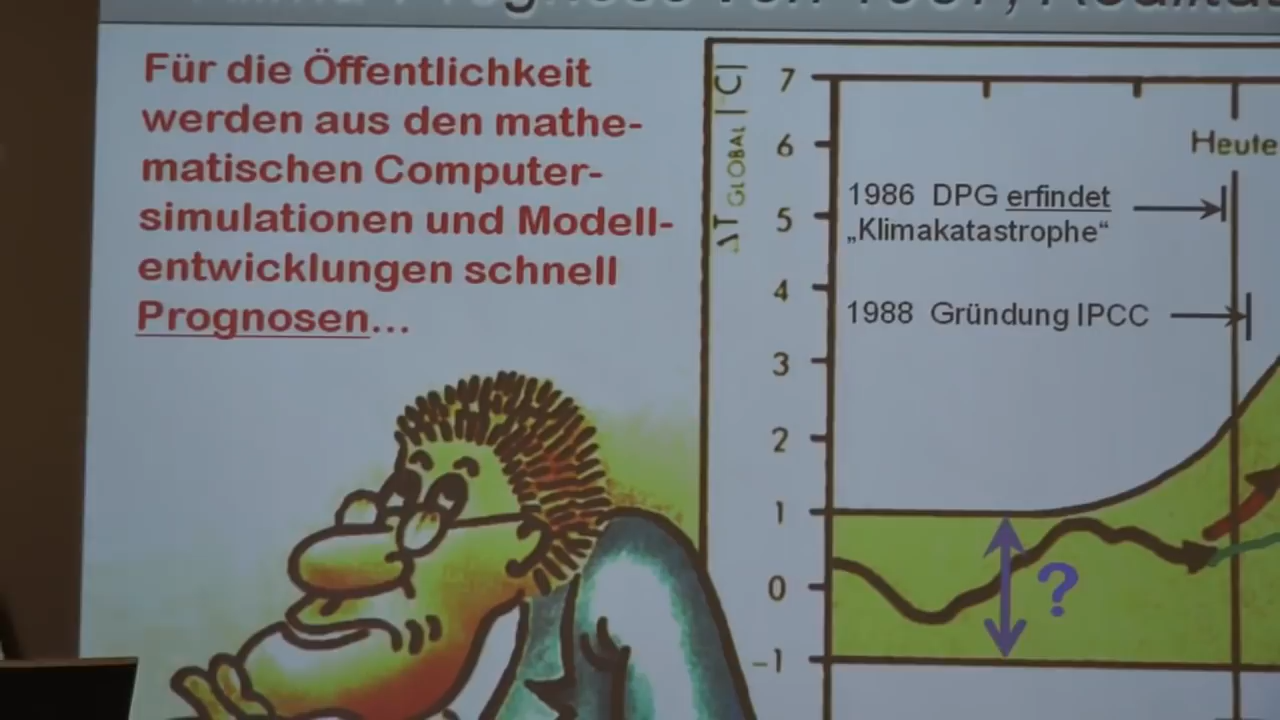 Für die Öffentlichkeit
werden aus den mathe-
matischen Computer-
simulationen und Modell-
entwicklungen schnell
Prognosen...
ΔT GLOBAL |C|
7
6
5
4
3
2
1
0
-1
Heute
1986 DPG erfindet
„Klimakatastrophe“
1988 Gründung IPCC
?